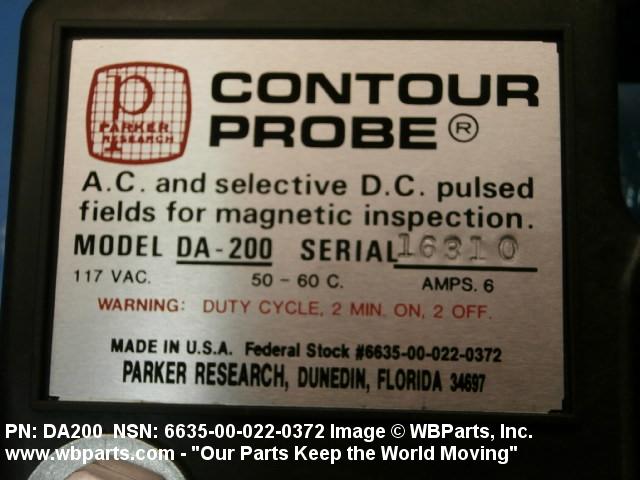 P
PARKER
RESEARCH
CONTOUR
PROBE®
A.C. and selective D.C. pulsed
fields for magnetic inspection.
MODEL DA-200 SERIAL 16310
117 VAC. 50 - 60 C. AMPS. 6
WARNING: DUTY CYCLE, 2 MIN. ON, 2 OFF.
MADE IN U.S.A. Federal Stock #6635-00-022-0372
PARKER RESEARCH, DUNEDIN, FLORIDA 34697
PN: DA200 NSN: 6635-00-022-0372 Image © WBParts, Inc.
www.wbparts.com - "Our Parts Keep the World Moving"